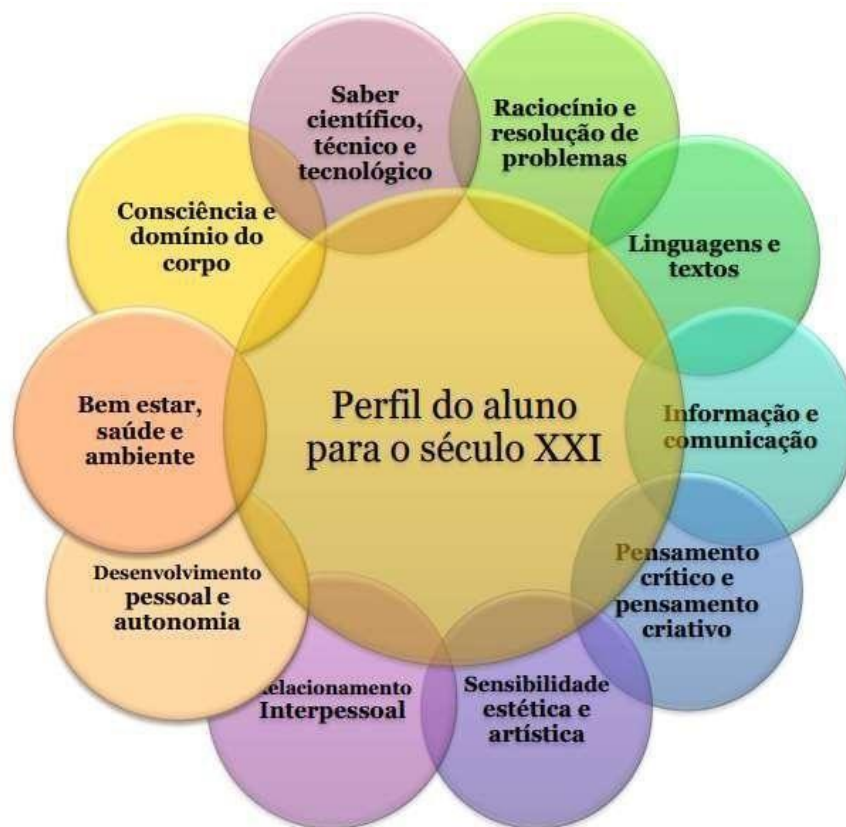 Saber
científico,
técnico e
tecnológico
Raciocínio e
resolução de
problemas
Linguagens e
textos
Informação e
comunicação
Pensamento
crítico e
pensamento
criativo
Sensibilidade
estética e
artística
Relacionamento
Interpessoal
Desenvolvimento
pessoal e
autonomia
Bem estar,
saúde e
ambiente
Consciência e
domínio do
corpo
Perfil do aluno
para o século XXI